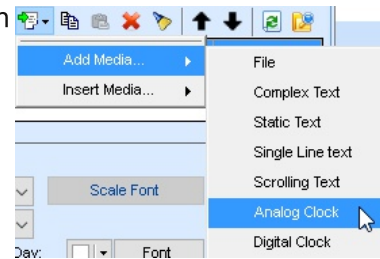 n
Add Media...
Insert Media...
File
Complex Text
Static Text
Single Line text
Scrolling Text
Analog Clock
Digital Clock
Scale Font
Day:
Font